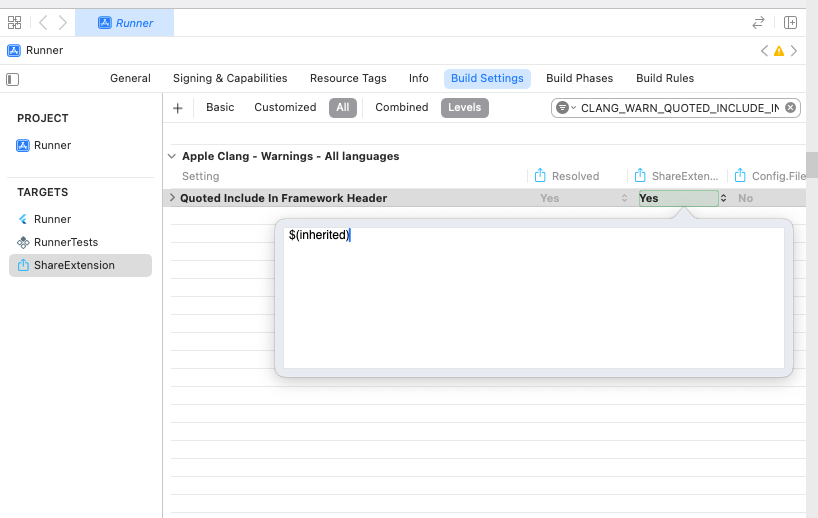 Runner
Runner
General Signing & Capabilities Resource Tags Info Build Settings Build Phases Build Rules
Basic Customized All Combined Levels CLANG_WARN_QUOTED_INCLUDE_IN
PROJECT
Runner
TARGETS
Runner
RunnerTests
ShareExtension
Apple Clang - Warnings - All languages
Setting Resolved ShareExten... Config.File
Quoted Include In Framework Header Yes Yes No
$(inherited)